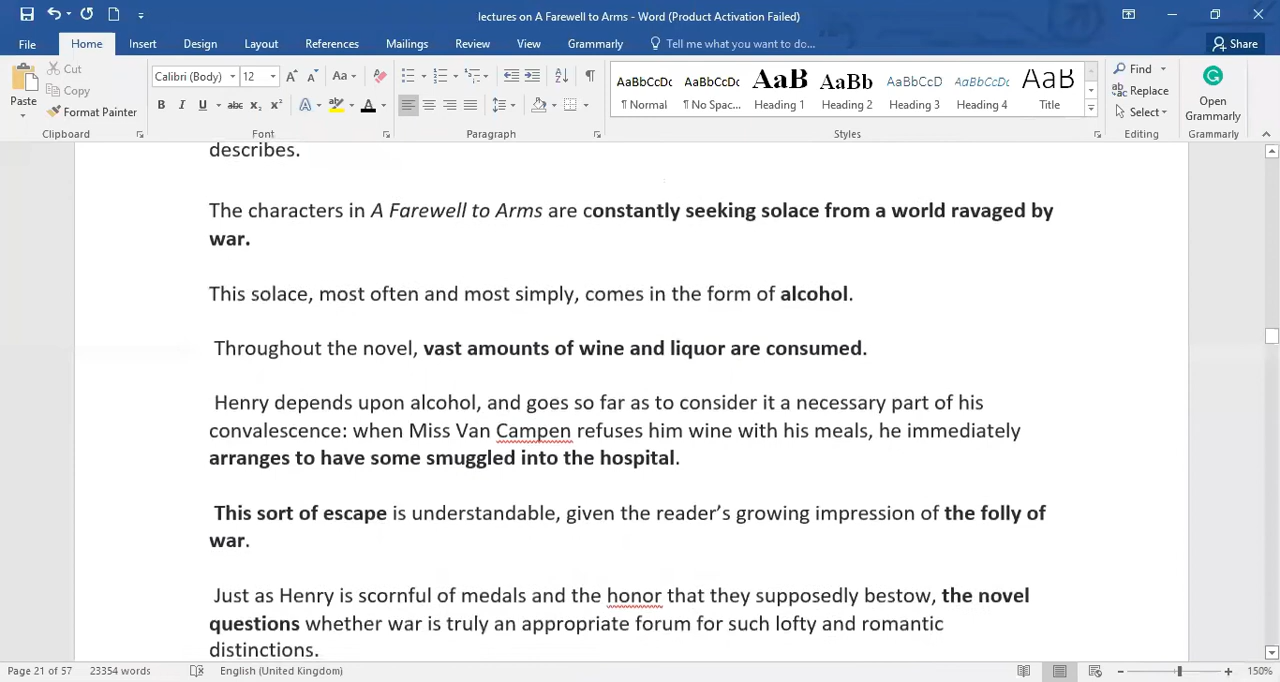 lectures on A Farewell to Arms - Word (Product Activation Failed)
File Home Insert Design Layout References Mailings Review View Grammarly Tell me what you want to do... Share
Paste Cut Copy Format Painter
Calibri (Body) 12
Clipboard Font Paragraph Styles Editing Grammarly
AaBbCcDc AaBbCcDc AaB AaBb AaBbCcD AaBbCcD AaB
¶ Normal ¶ No Spac... Heading 1 Heading 2 Heading 3 Heading 4 Title
Find Replace Select
Open Grammarly
describes.
The characters in A Farewell to Arms are constantly seeking solace from a world ravaged by
war.
This solace, most often and most simply, comes in the form of alcohol.
Throughout the novel, vast amounts of wine and liquor are consumed.
Henry depends upon alcohol, and goes so far as to consider it a necessary part of his
convalescence: when Miss Van Campen refuses him wine with his meals, he immediately
arranges to have some smuggled into the hospital.
This sort of escape is understandable, given the reader’s growing impression of the folly of
war.
Just as Henry is scornful of medals and the honor that they supposedly bestow, the novel
questions whether war is truly an appropriate forum for such lofty and romantic
distinctions.
Page 21 of 57 23354 words English (United Kingdom) 150%